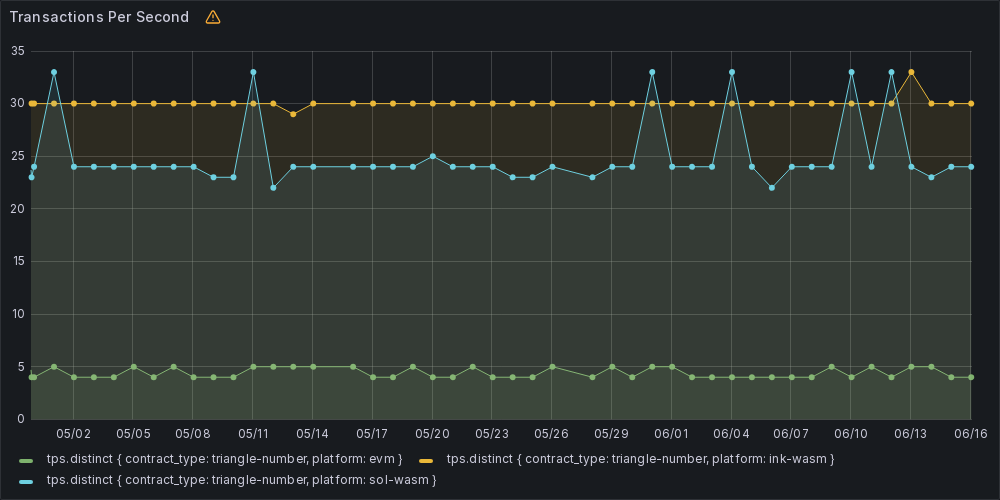 Transactions Per Second
35
30
25
20
15
10
5
0
05/02 05/05 05/08 05/11 05/14 05/17 05/20 05/23 05/26 05/29 06/01 06/04 06/07 06/10 06/13 06/16
tps.distinct { contract_type: triangle-number, platform: evm } tps.distinct { contract_type: triangle-number, platform: ink-wasm }
tps.distinct { contract_type: triangle-number, platform: sol-wasm }